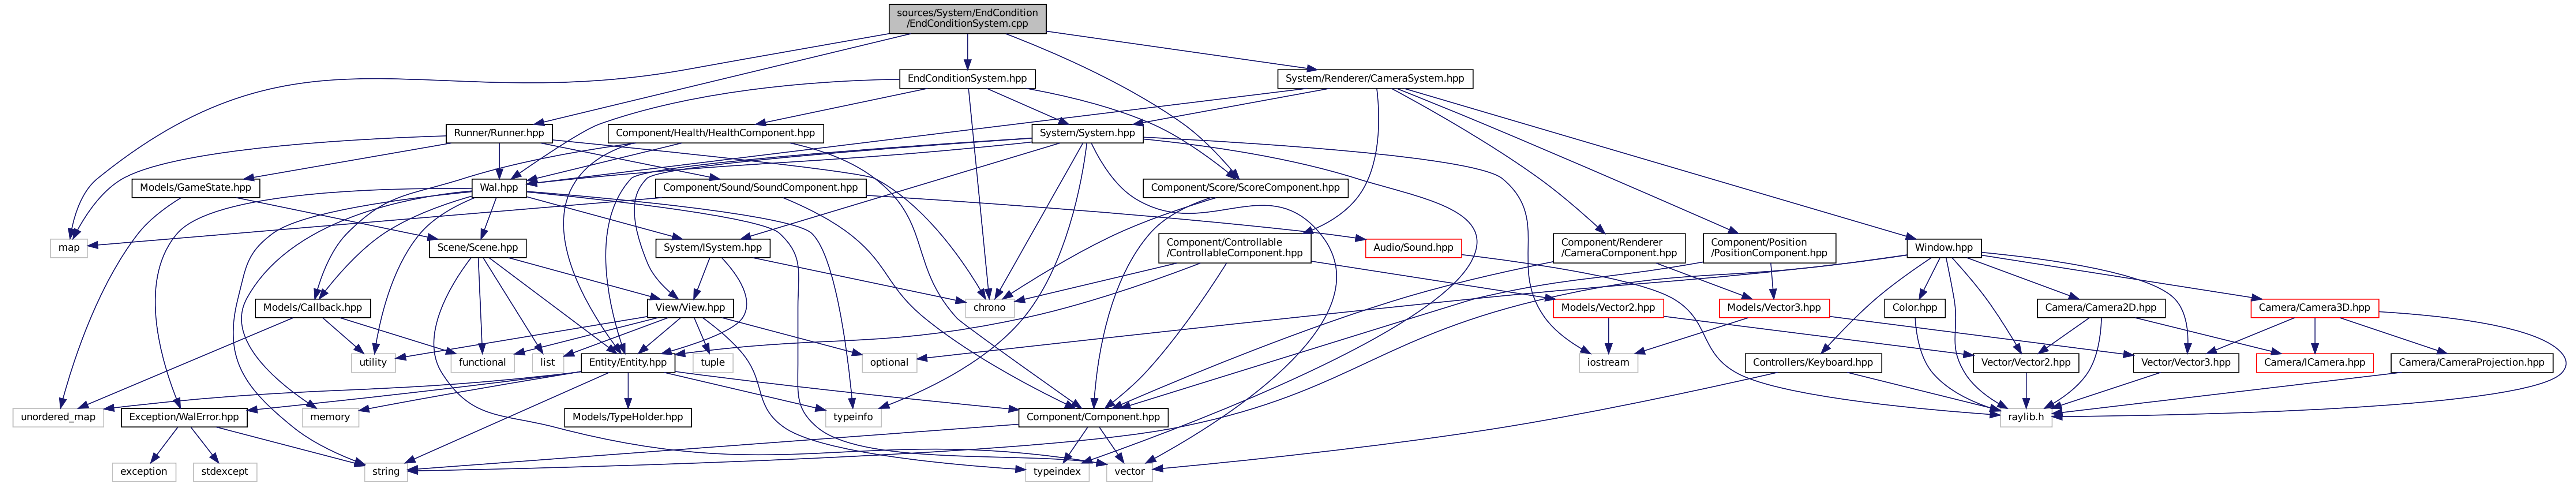 sources/System/EndCondition
/EndConditionSystem.cpp
EndConditionSystem.hpp
System/Renderer/CameraSystem.hpp
Runner/Runner.hpp
Component/Health/HealthComponent.hpp
System/System.hpp
Models/GameState.hpp
Wal.hpp
Component/Sound/SoundComponent.hpp
Component/Score/ScoreComponent.hpp
map
Scene/Scene.hpp
System/ISystem.hpp
Component/Controllable
/ControllableComponent.hpp
Audio/Sound.hpp
Component/Renderer
/CameraComponent.hpp
Component/Position
/PositionComponent.hpp
Window.hpp
Models/Callback.hpp
View/View.hpp
chrono
Models/Vector2.hpp
Models/Vector3.hpp
Color.hpp
Camera/Camera2D.hpp
Camera/Camera3D.hpp
utility
functional
list
Entity/Entity.hpp
tuple
optional
iostream
Controllers/Keyboard.hpp
Vector/Vector2.hpp
Vector/Vector3.hpp
Camera/ICamera.hpp
Camera/CameraProjection.hpp
unordered_map
Exception/WalError.hpp
memory
Models/TypeHolder.hpp
typeinfo
Component/Component.hpp
raylib.h
exception
stdexcept
string
typeindex
vector